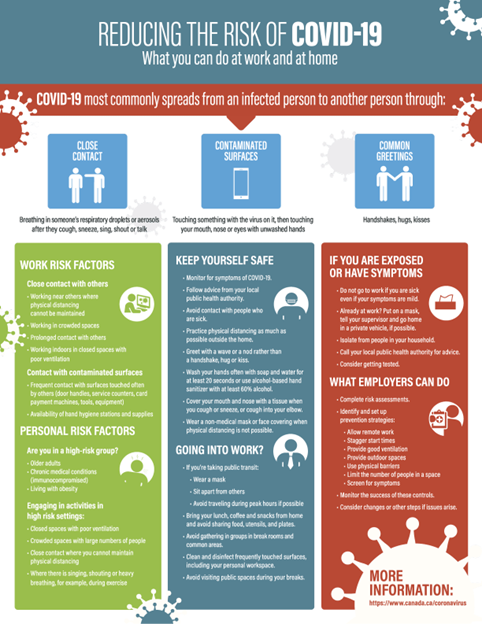 REDUCING THE RISK OF COVID-19
What you can do at work and at home
COVID-19 most commonly spreads from an infected person to another person through:
CLOSE
CONTACT
Breathing in someone's respiratory droplets or aerosols
after they cough, sneeze, sing, shout or talk
CONTAMINATED
SURFACES
Touching something with the virus on it, then touching
your mouth, nose or eyes with unwashed hands
COMMON
GREETINGS
Handshakes, hugs, kisses
WORK RISK FACTORS
Close contact with others
• Working near others where
physical distancing
cannot be maintained
• Working in crowded spaces
• Prolonged contact with others
• Working indoors in closed spaces with
poor ventilation
Contact with contaminated surfaces
• Frequent contact with surfaces touched often
by others (door handles, service counters, card
payment machines, tools, equipment)
• Availability of hand hygiene stations and supplies
PERSONAL RISK FACTORS
Are you in a high-risk group?
• Older adults
• Chronic medical conditions
(immunocompromised)
• Living with obesity
Engaging in activities in
high risk settings:
• Closed spaces with poor ventilation
• Crowded spaces with large numbers of people
• Close contact where you cannot maintain
physical distancing
• Where there is singing, shouting or heavy
breathing, for example, during exercise
KEEP YOURSELF SAFE
• Monitor for symptoms of COVID-19.
• Follow advice from your local
public health authority.
• Avoid contact with people who
are sick.
• Practice physical distancing as much as
possible outside the home.
• Greet with a wave or a nod rather than
a handshake, hug or kiss.
• Wash your hands often with soap and water for
at least 20 seconds or use alcohol-based hand
sanitizer with at least 60% alcohol.
• Cover your mouth and nose with a tissue when
you cough or sneeze, or cough into your elbow.
• Wear a non-medical mask or face covering when
physical distancing is not possible.
GOING INTO WORK?
• If you're taking public transit:
• Wear a mask
• Sit apart from others
• Avoid traveling during peak hours if possible
• Bring your lunch, coffee and snacks from home
and avoid sharing food, utensils, and plates.
• Avoid gathering in groups in break rooms and
common areas.
• Clean and disinfect frequently touched surfaces,
including your personal workspace.
• Avoid visiting public spaces during your breaks.
IF YOU ARE EXPOSED
OR HAVE SYMPTOMS
• Do not go to work if you are sick
even if your symptoms are mild.
• Already at work? Put on a mask,
tell your supervisor and go home
in a private vehicle, if possible.
• Isolate from people in your household.
• Call your local public health authority for advice.
• Consider getting tested.
WHAT EMPLOYERS CAN DO
• Complete risk assessments.
• Identify and set up
prevention strategies:
• Allow remote work
• Stagger start times
• Provide good ventilation
• Provide outdoor spaces
• Use physical barriers
• Limit the number of people in a space
• Screen for symptoms
• Monitor the success of these controls.
• Consider changes or other steps if issues arise.
MORE
INFORMATION:
https://www.canada.ca/coronavirus